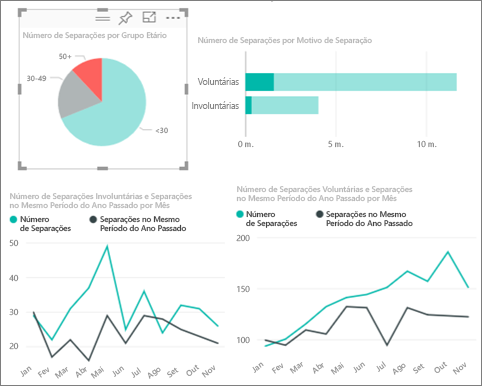 Número de Separações por Grupo Etário
50+
30-49
<30
Número de Separações por Motivo de Separação
Voluntárias
Involuntárias
0 m.
5 m.
10 m.
Número de Separações Involuntárias e Separações
no Mesmo Período do Ano Passado por Mês
Número
de Separações
Separações no Mesmo
Período do Ano Passado
50
40
30
20
Jan
Fev
Mar
Abr
Mai
Jun
Jul
Ago
Set
Out
Nov
Número de Separações Voluntárias e Separações
no Mesmo Período do Ano Passado por Mês
Número
de Separações
Separações no Mesmo
Período do Ano Passado
200
150
100
Jan
Fev
Mar
Abr
Mai
Jun
Jul
Ago
Set
Out
Nov